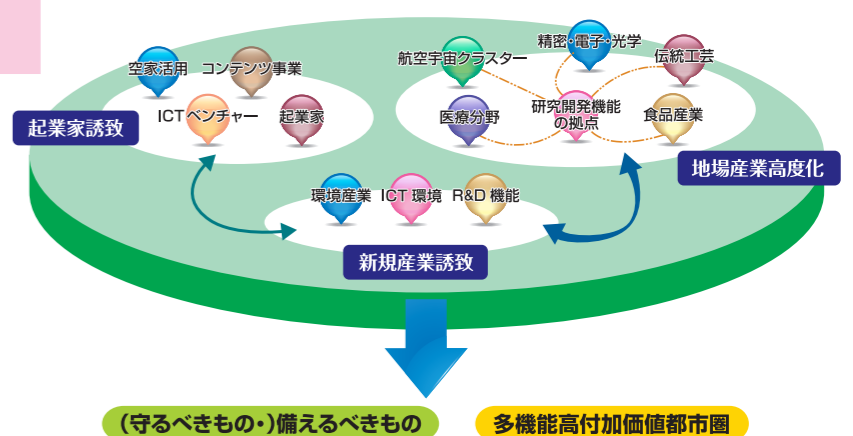 空家活用
コンテンツ事業
ICTベンチャー
起業家
起業家誘致
航空宇宙クラスター
精密・電子・光学
伝統工芸
医療分野
研究開発機能
の拠点
食品産業
地場産業高度化
環境産業
ICT 環境
R&D 機能
新規産業誘致
(守るべきもの・)備えるべきもの
多機能高付加価値都市圏